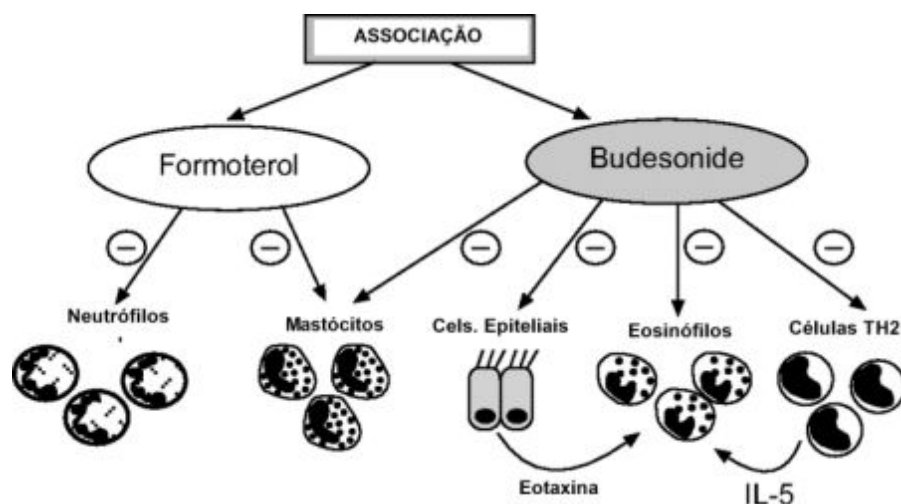 ASSOCIAÇÃO
Formoterol
Budesonide
Neutrófilos
Mastócitos
Cels. Epiteliais
Eosinófilos
Células TH2
Eotaxina
IL-5